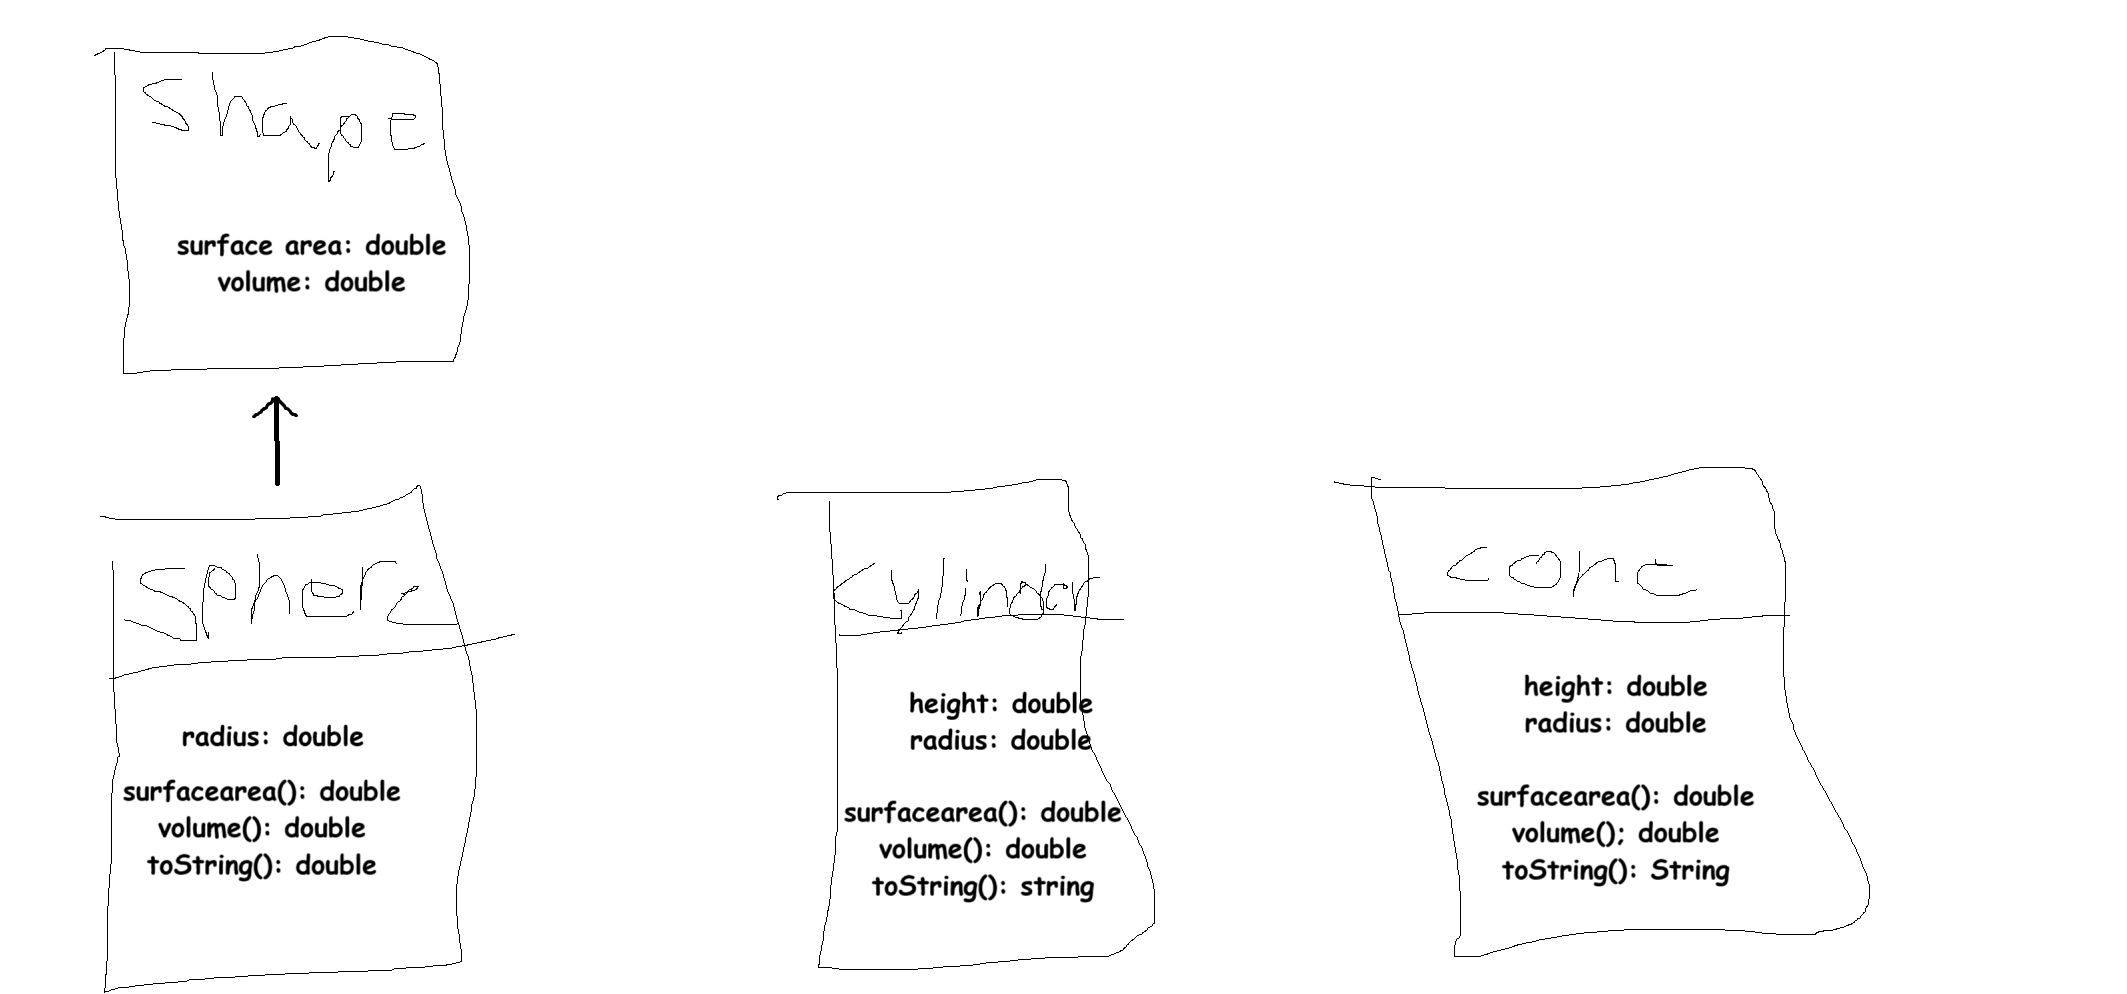 Shape
surface area: double
volume: double
Sphere
radius: double
surfacearea(): double
volume(): double
toString(): double
Cylinder
height: double
radius: double
surfacearea(): double
volume(): double
toString(): string
cone
height: double
radius: double
surfacearea(): double
volume(); double
toString(): String